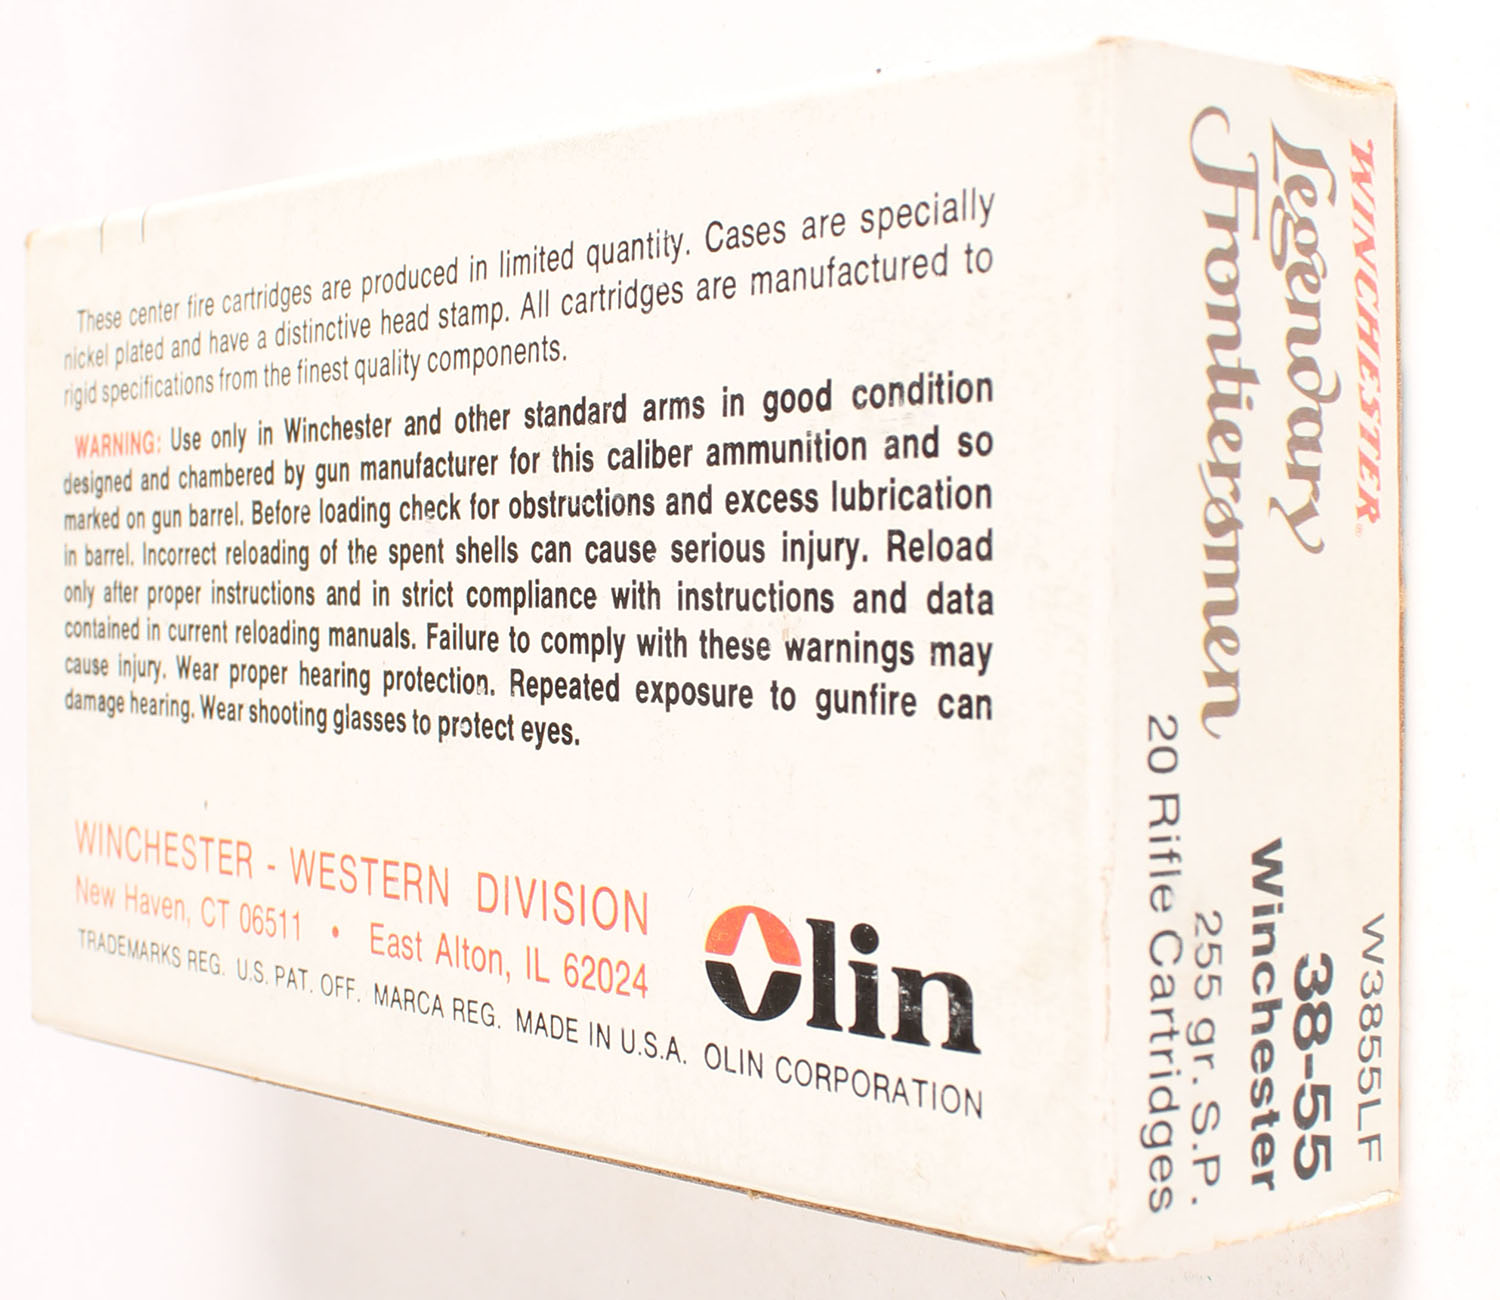 These center fire cartridges are produced in limited quantity. Cases are specially
nickel plated and have a distinctive head stamp. All cartridges are manufactured to
rigid specifications from the finest quality components.
WARNING: Use only in Winchester and other standard arms in good condition
designed and chambered by gun manufacturer for this caliber ammunition and so
marked on gun barrel. Before loading check for obstructions and excess lubrication
in barrel. Incorrect reloading of the spent shells can cause serious injury. Reload
only after proper instructions and in strict compliance with instructions and data
contained in current reloading manuals. Failure to comply with these warnings may
cause injury. Wear proper hearing protection. Repeated exposure to gunfire can
damage hearing. Wear shooting glasses to protect eyes.
WINCHESTER - WESTERN DIVISION
New Haven, CT 06511 • East Alton, IL 62024
TRADEMARKS REG. U.S. PAT. OFF. MARCA REG. MADE IN U.S.A. OLIN CORPORATION
Olin
WINCHESTER®
Legendary
Frontiersmen
W3855LF
38-55
Winchester
255 gr. S.P.
20 Rifle Cartridges